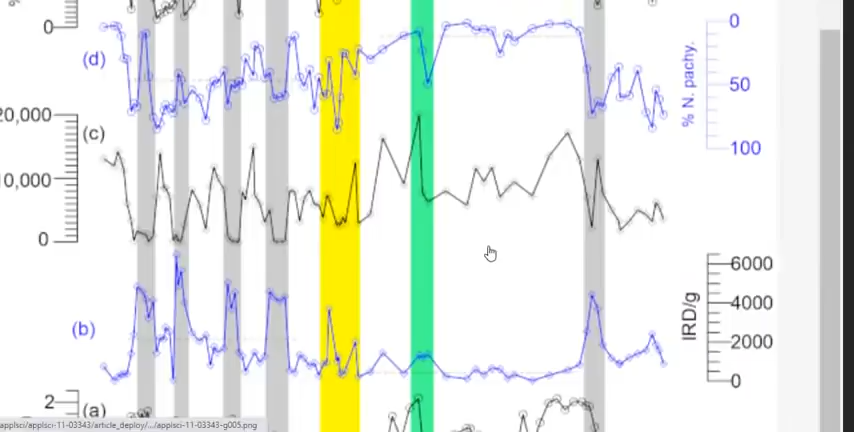 0
0
(d)
50
% N. pachy.
100
20,000
(c)
10,000
0
6000
IRD/g
4000
(b)
2000
0
2
(a)
applsci/applsci-11-03343/article_deploy/.../applsci-11-03343-g005.png